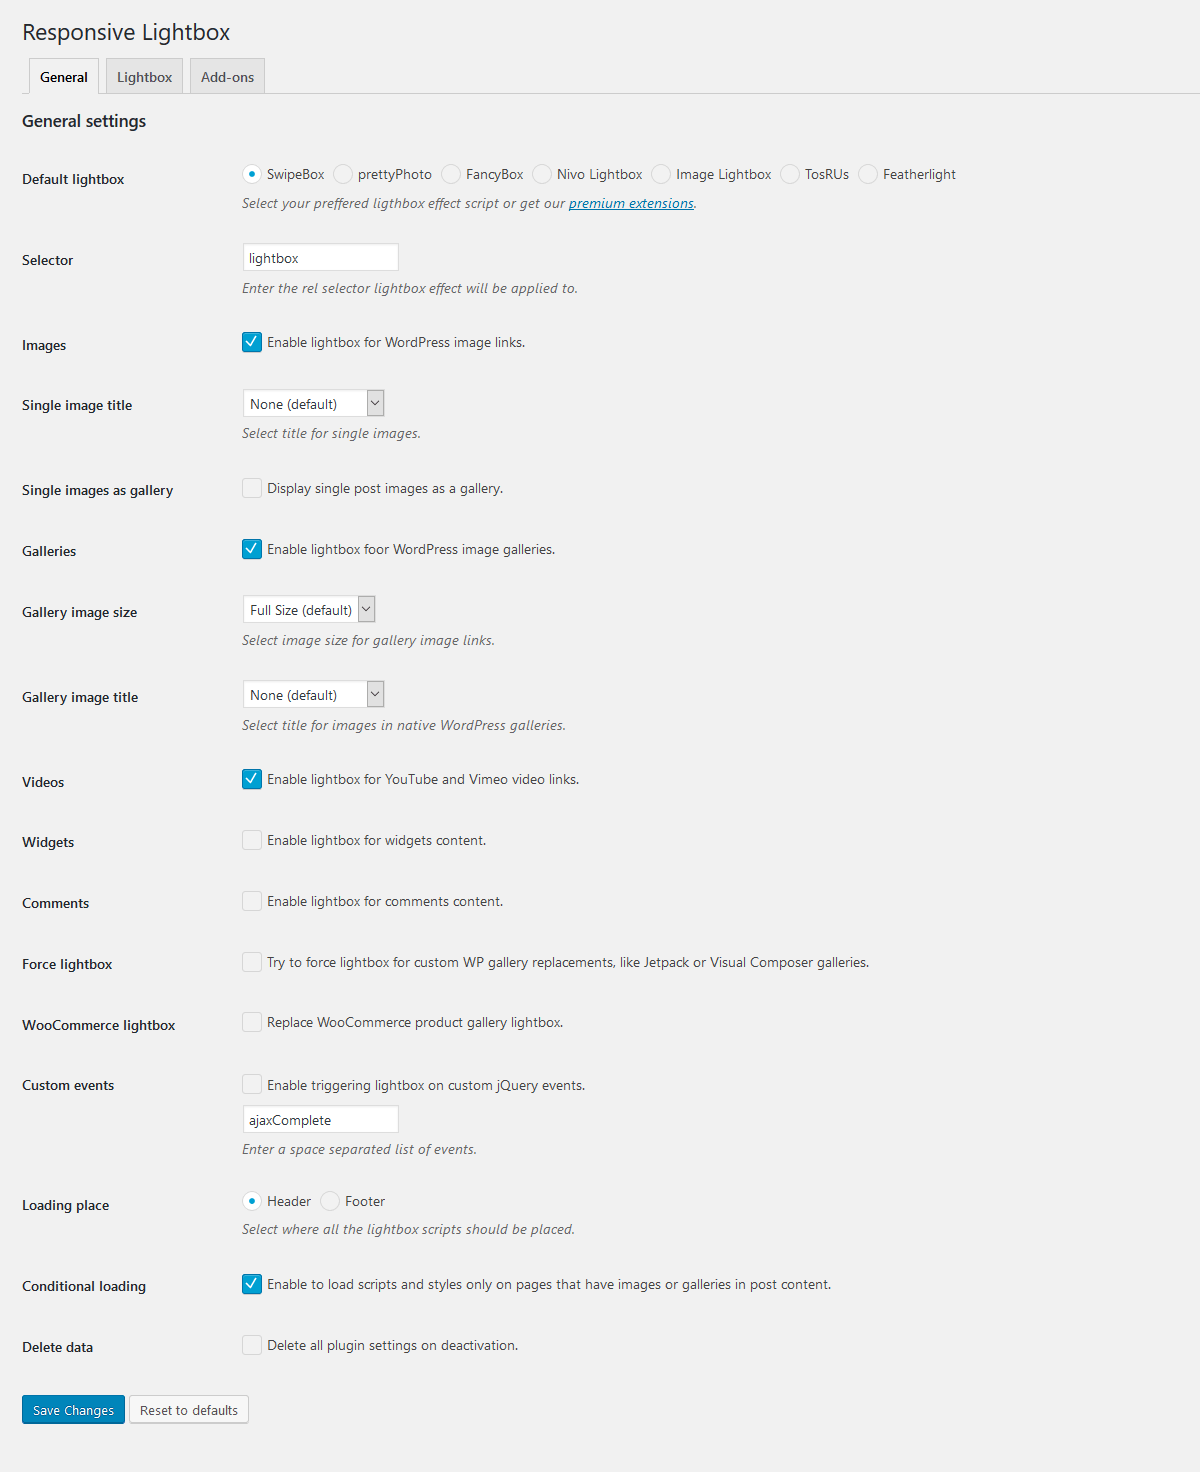 Responsive Lightbox
General Lightbox Add-ons
General settings
Default lightbox SwipeBox prettyPhoto FancyBox Nivo Lightbox Image Lightbox TosRUs Featherlight
Select your preffered ligthbox effect script or get our premium extensions.
Selector lightbox
Enter the rel selector lightbox effect will be applied to.
Images Enable lightbox for WordPress image links.
Single image title None (default)
Select title for single images.
Single images as gallery Display single post images as a gallery.
Galleries Enable lightbox foor WordPress image galleries.
Gallery image size Full Size (default)
Select image size for gallery image links.
Gallery image title None (default)
Select title for images in native WordPress galleries.
Videos Enable lightbox for YouTube and Vimeo video links.
Widgets Enable lightbox for widgets content.
Comments Enable lightbox for comments content.
Force lightbox Try to force lightbox for custom WP gallery replacements, like Jetpack or Visual Composer galleries.
WooCommerce lightbox Replace WooCommerce product gallery lightbox.
Custom events Enable triggering lightbox on custom jQuery events.
ajaxComplete
Enter a space separated list of events.
Loading place Header Footer
Select where all the lightbox scripts should be placed.
Conditional loading Enable to load scripts and styles only on pages that have images or galleries in post content.
Delete data Delete all plugin settings on deactivation.
Save Changes Reset to defaults